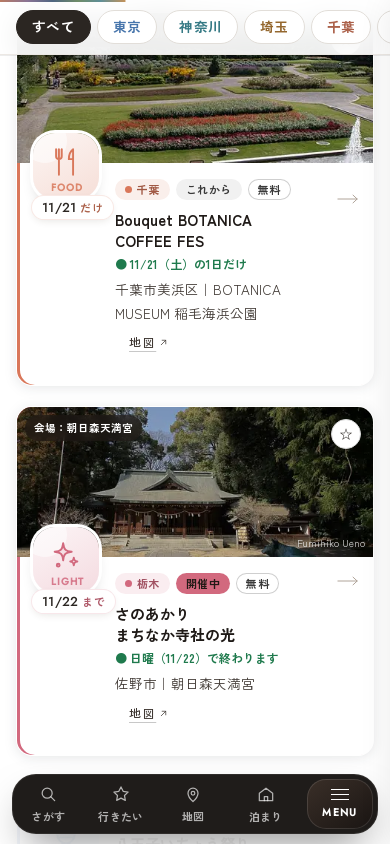 すべて 東京 神奈川 埼玉 千葉
FOOD
11/21 だけ
千葉 これから 無料
Bouquet BOTANICA
COFFEE FES
11/21（土）の1日だけ
千葉市美浜区｜BOTANICA
MUSEUM 稲毛海浜公園
地図
会場：朝日森天満宮
Fumihiko Ueno
LIGHT
11/22 まで
栃木 開催中 無料
さのあかり
まちなか寺社の光
日曜（11/22）で終わります
佐野市｜朝日森天満宮
地図
さがす 行きたい 地図 泊まり MENU